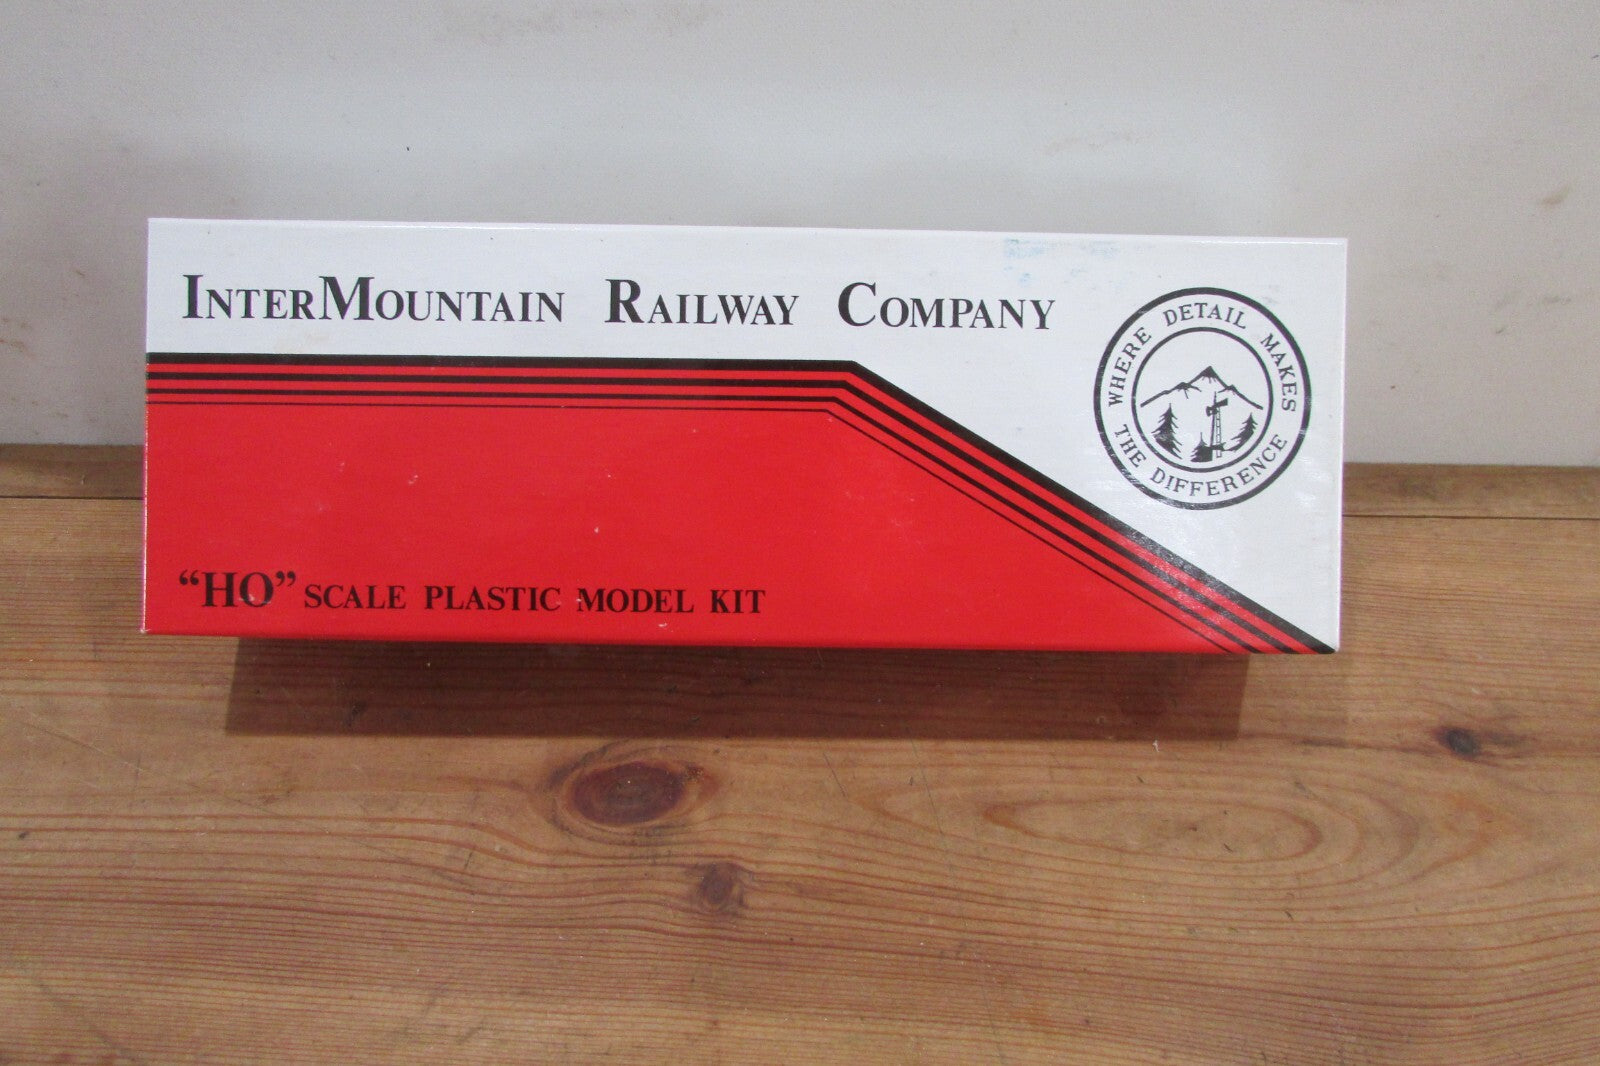 INTERMOUNTAIN RAILWAY COMPANY
WHERE DETAIL MAKES
THE DIFFERENCE
“HO” SCALE PLASTIC MODEL KIT